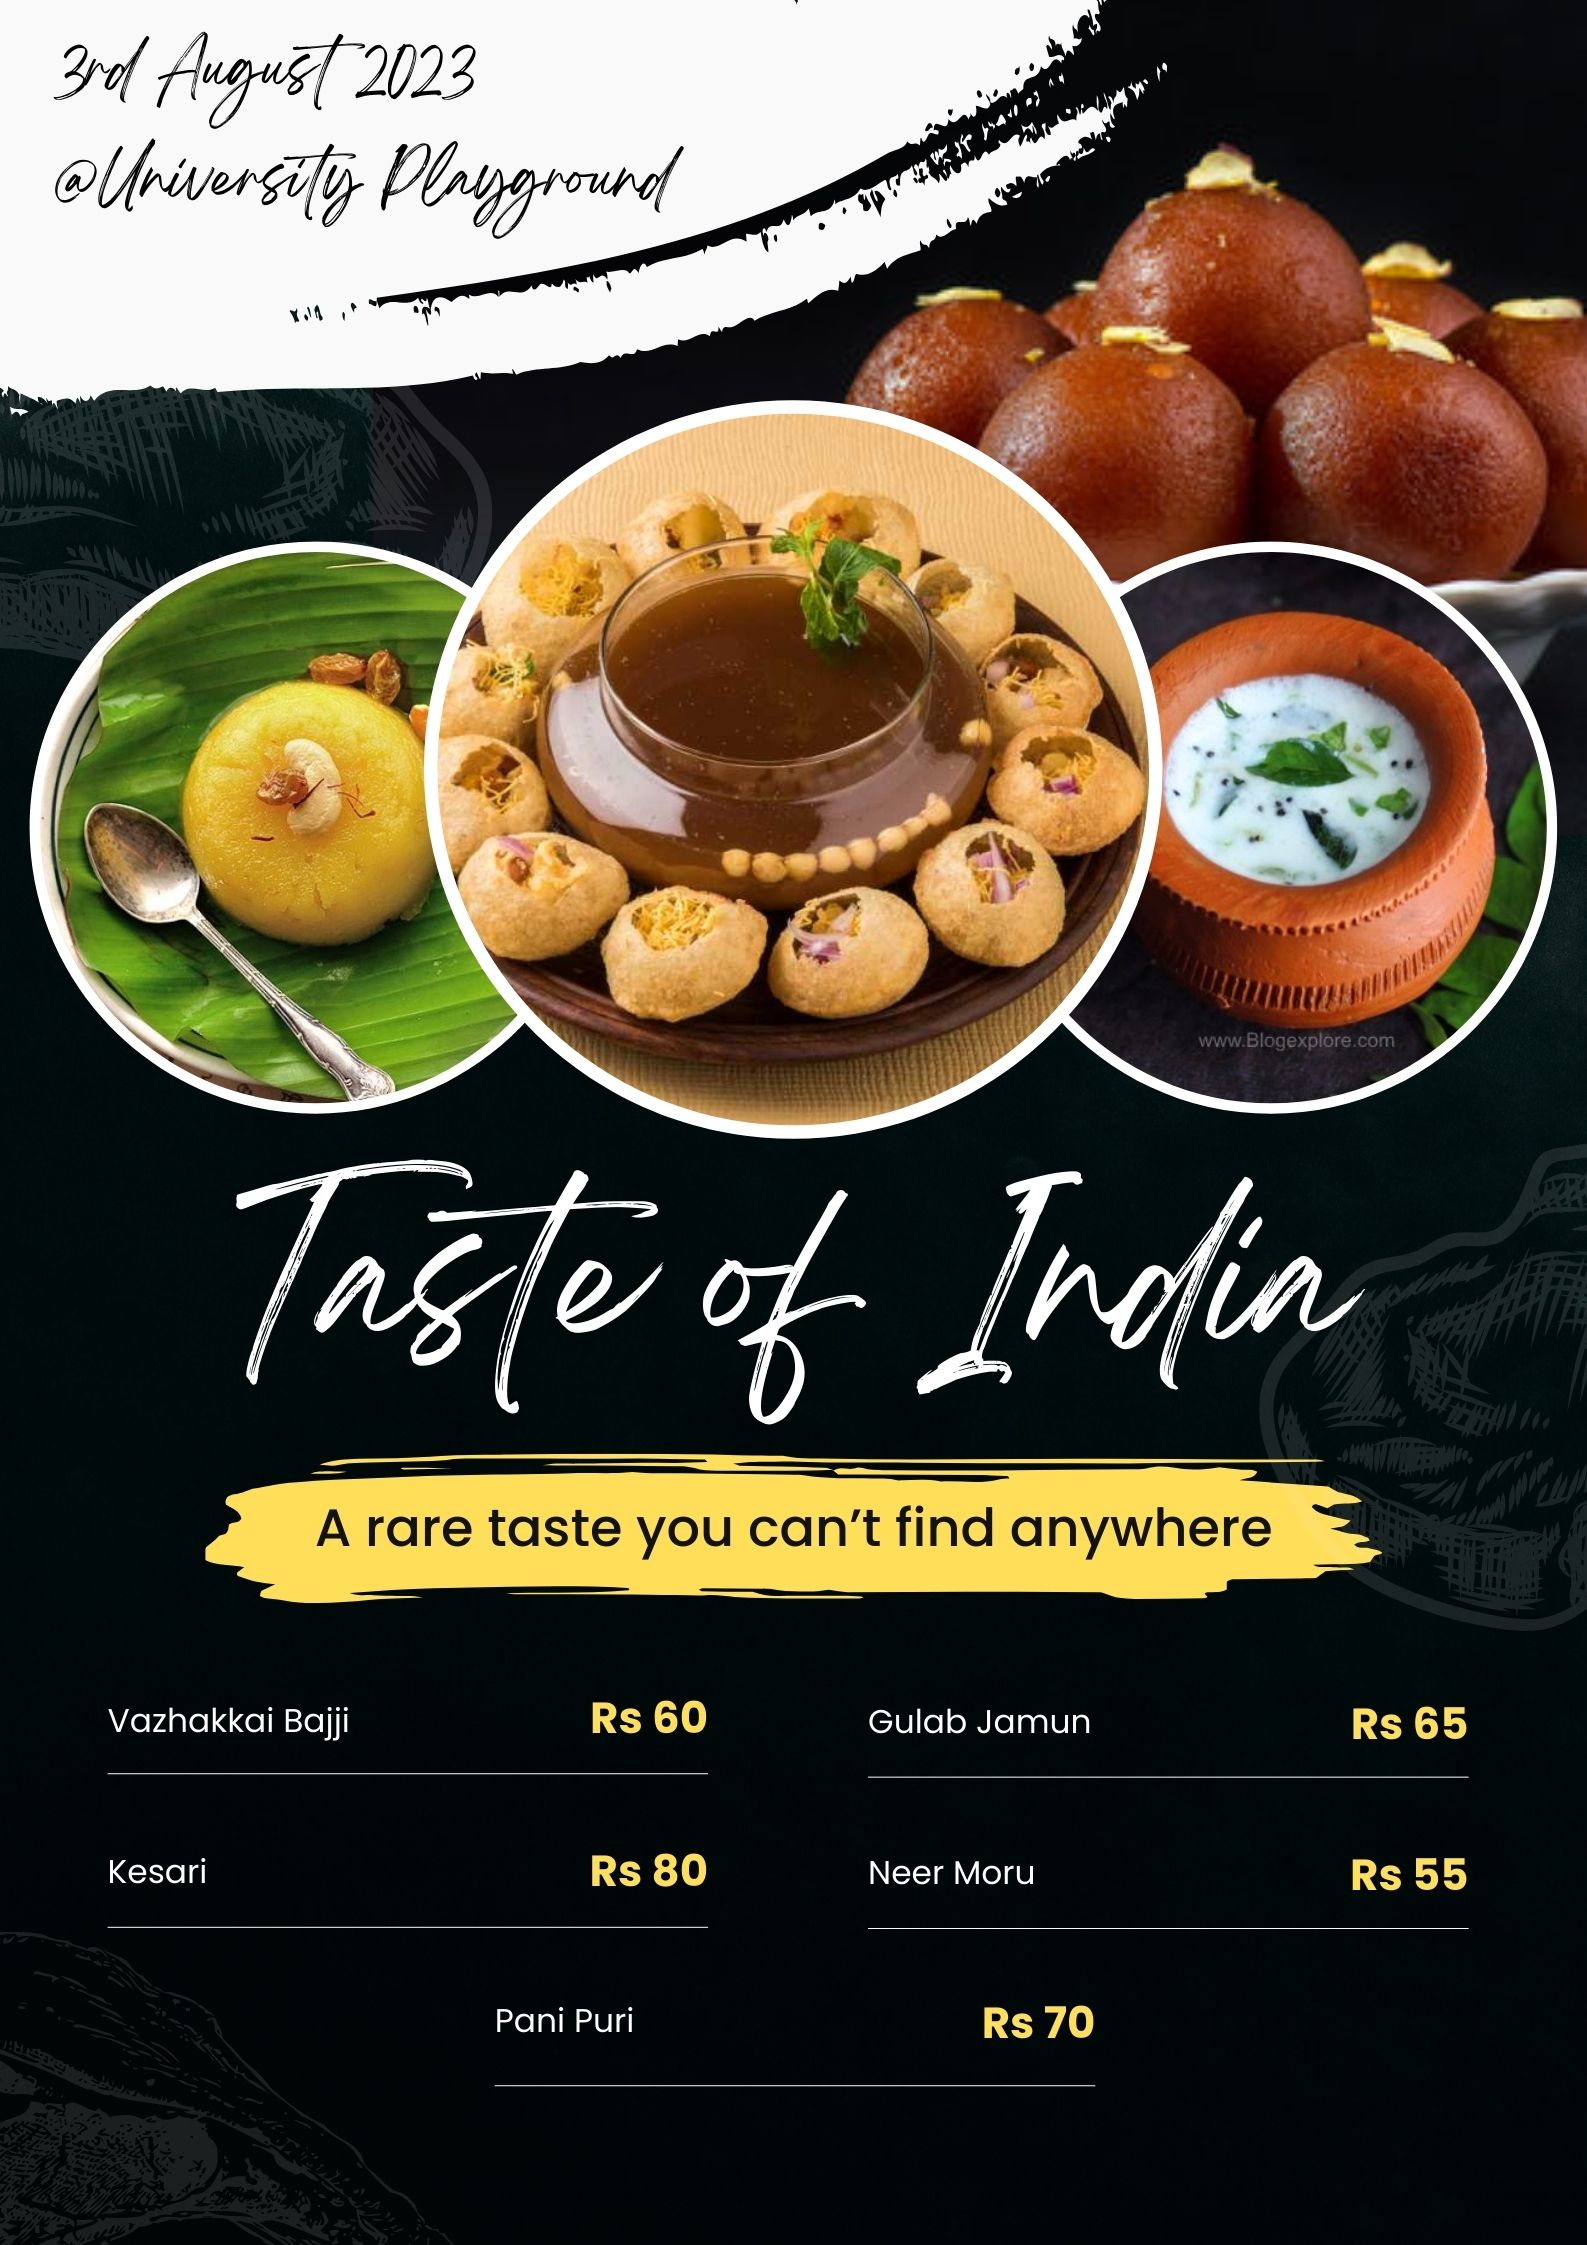 3rd August 2023
@University Playground
www.Blogexplore.com
Taste of India
A rare taste you can't find anywhere
Vazhakkai Bajji Rs 60
Gulab Jamun Rs 65
Kesari Rs 80
Neer Moru Rs 55
Pani Puri Rs 70